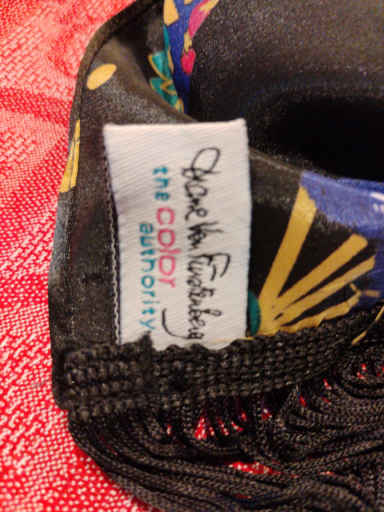 Diane Von Furstenberg
the color
authority